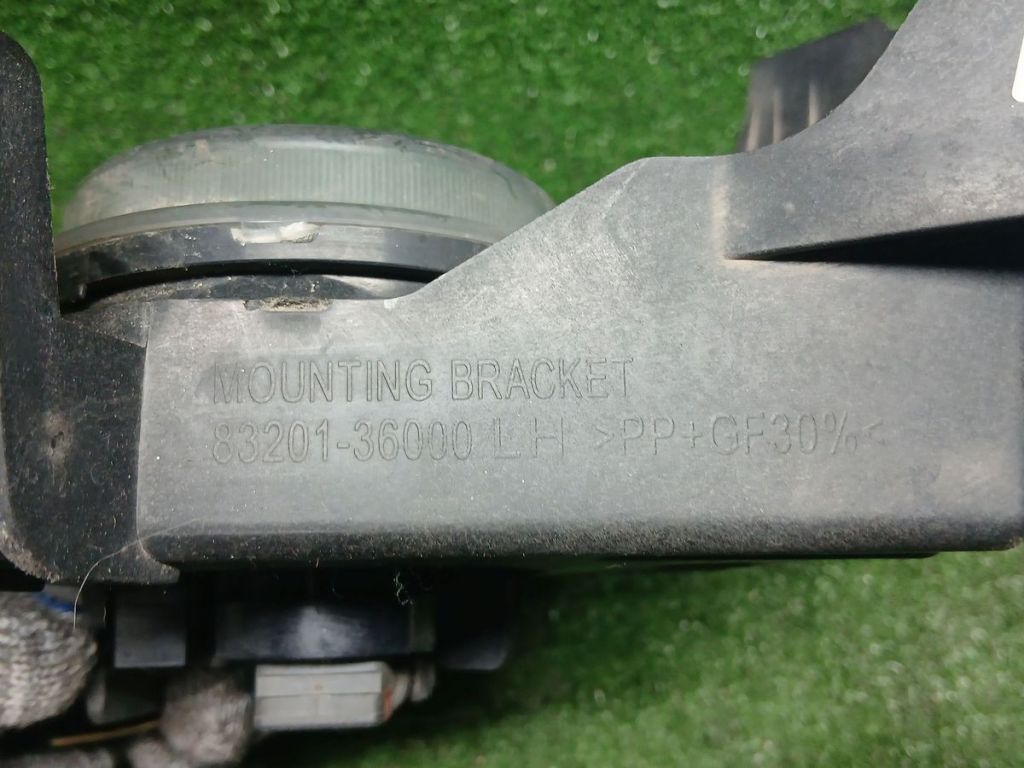 MOUNTING BRACKET
83201-36000 LH >PP+GF30%<